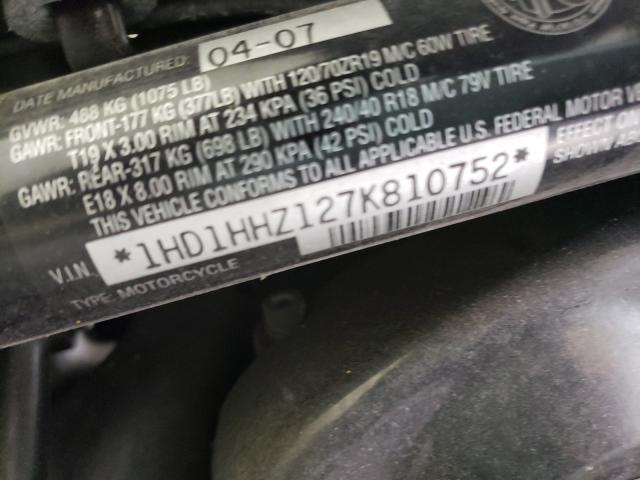 DATE MANUFACTURED: 04-07
GVWR: 488 KG (1075 LB)
GAWR: FRONT-177 KG (377LB) WITH 120/70ZR19 M/C 60W TIRE
T19 X 3.00 RIM AT 234 KPA (36 PSI) COLD
GAWR: REAR-317 KG (698 LB) WITH 240/40 R18 M/C 79V TIRE
E18 X 8.00 RIM AT 290 KPA (42 PSI) COLD
THIS VEHICLE CONFORMS TO ALL APPLICABLE U.S. FEDERAL MOTOR
EFFECT ON
SHOWN
V.I.N. *1HD1HHZ127K810752*
TYPE MOTORCYCLE